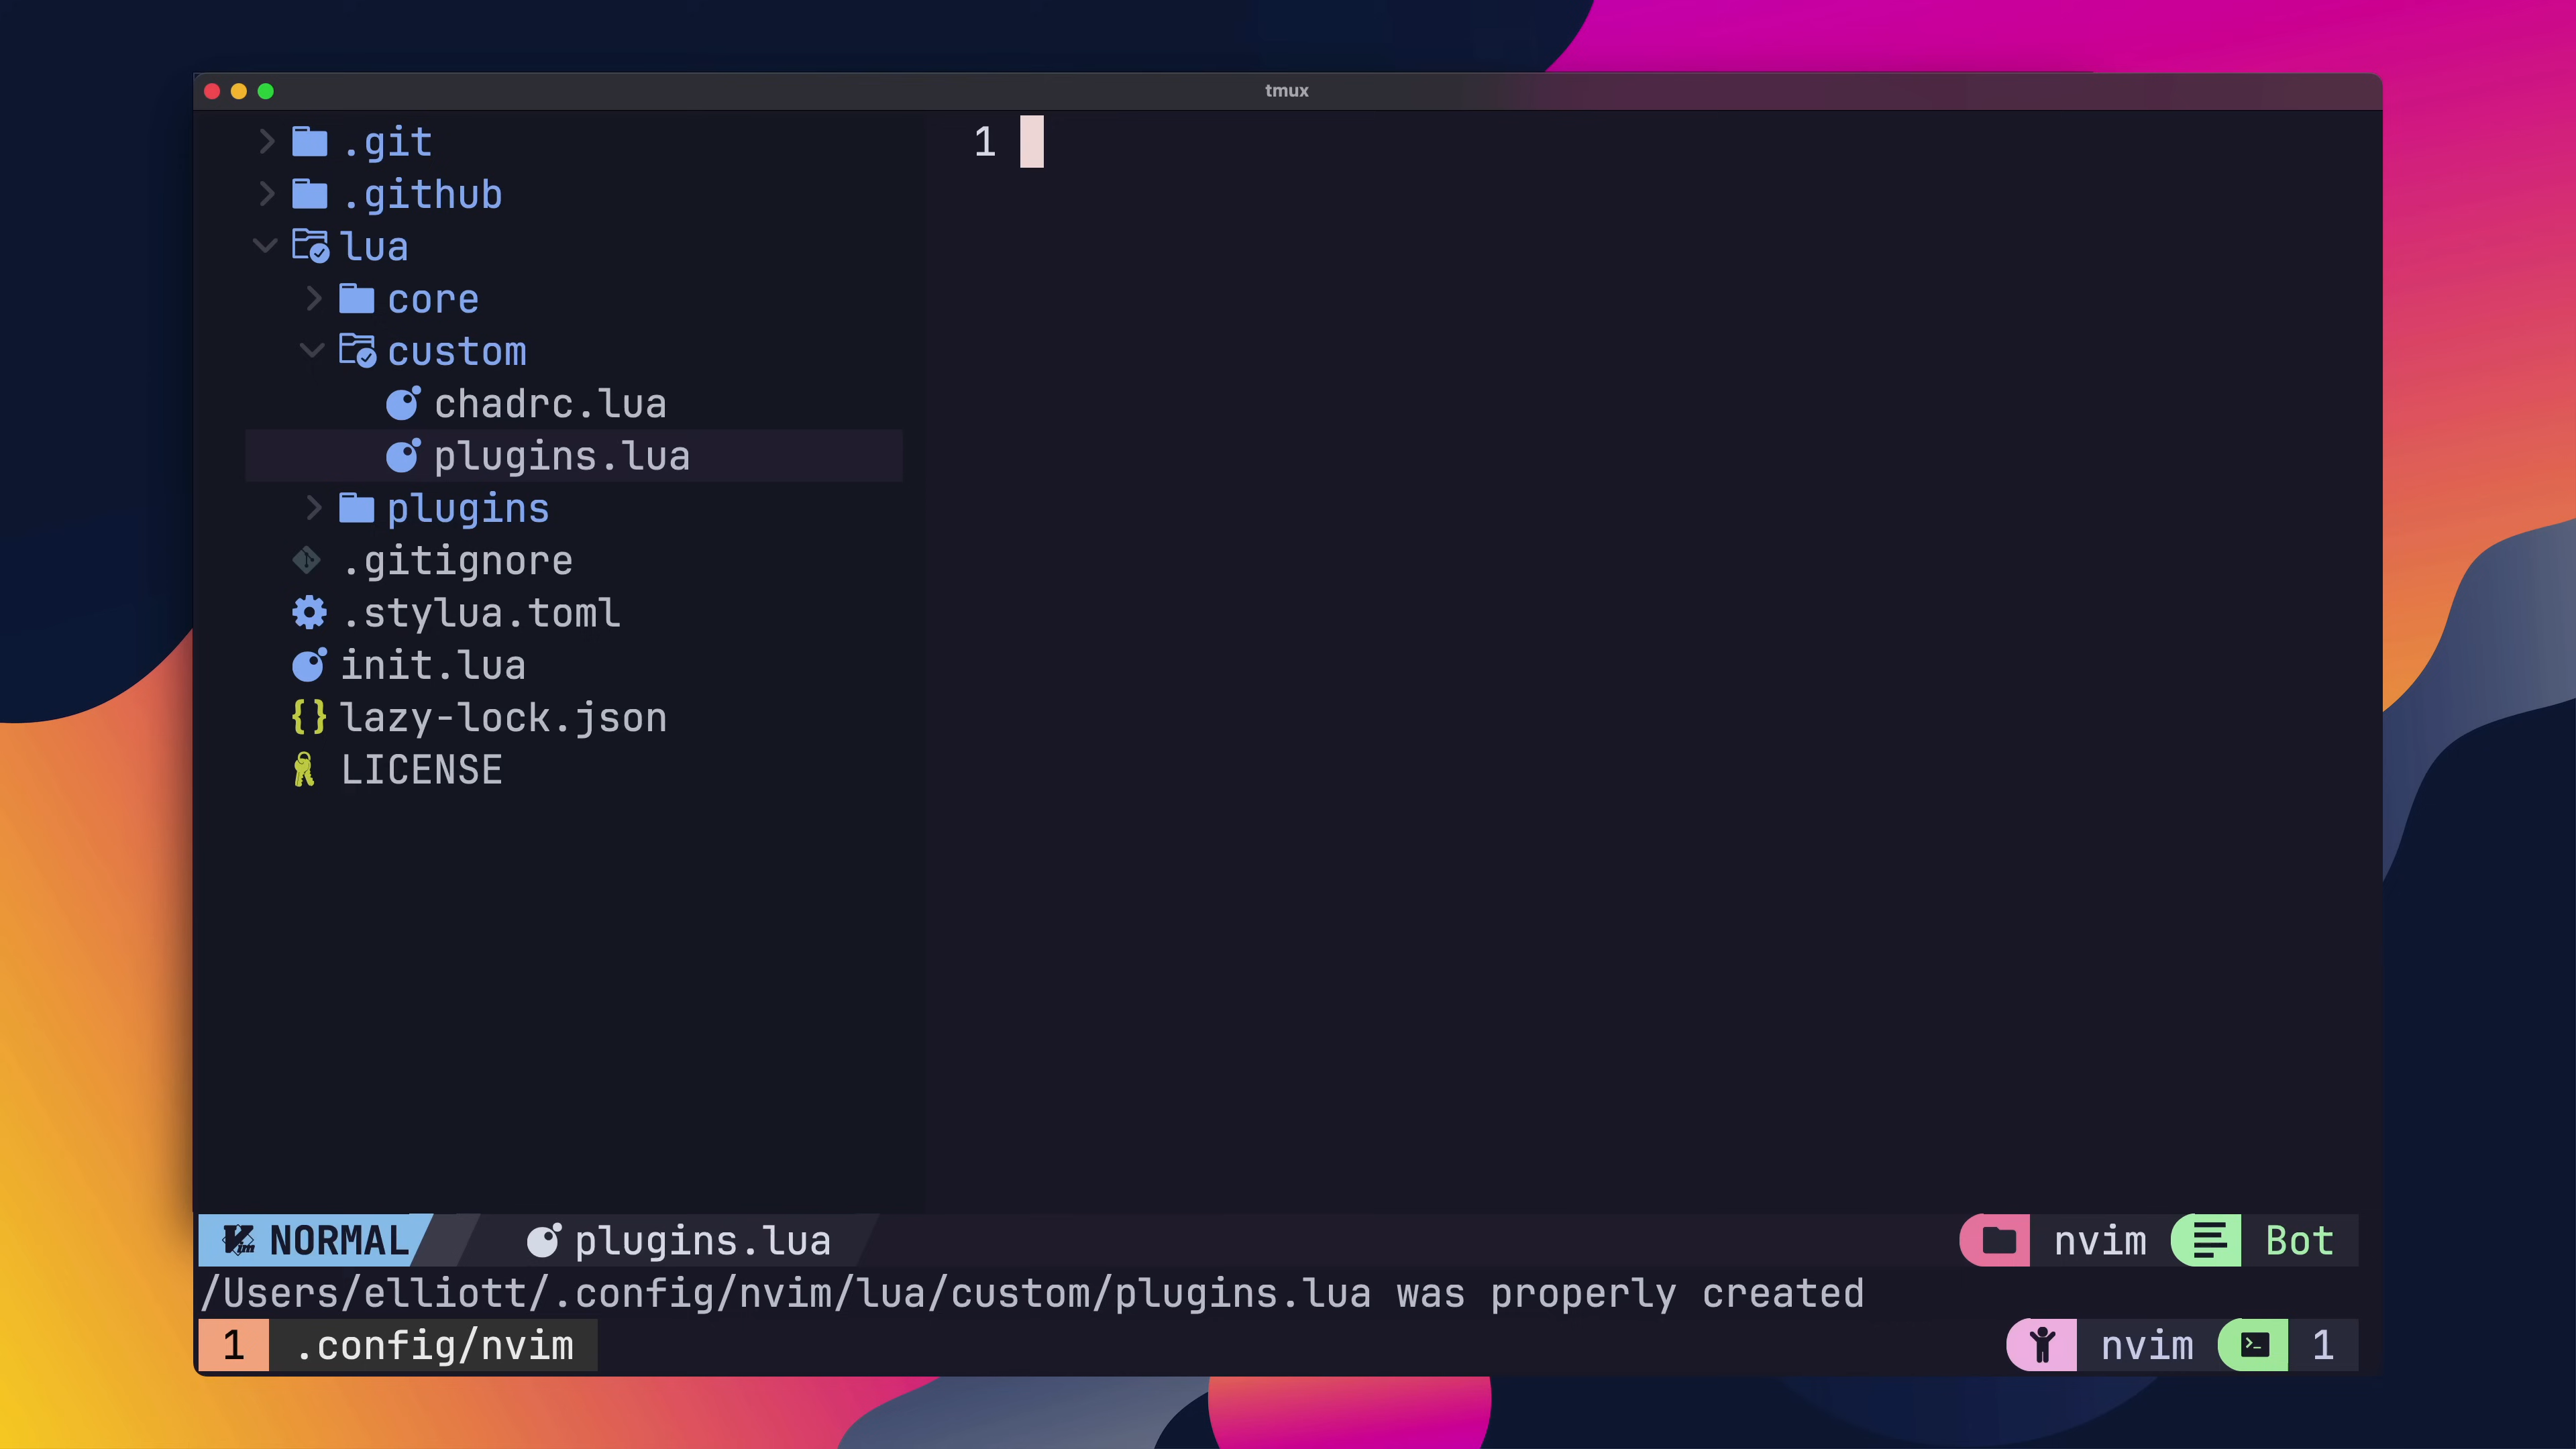 tmux
.git
.github
lua
core
custom
chadrc.lua
plugins.lua
plugins
.gitignore
.stylua.toml
init.lua
lazy-lock.json
LICENSE
1
NORMAL plugins.lua nvim Bot
/Users/elliott/.config/nvim/lua/custom/plugins.lua was properly created
1 .config/nvim nvim 1